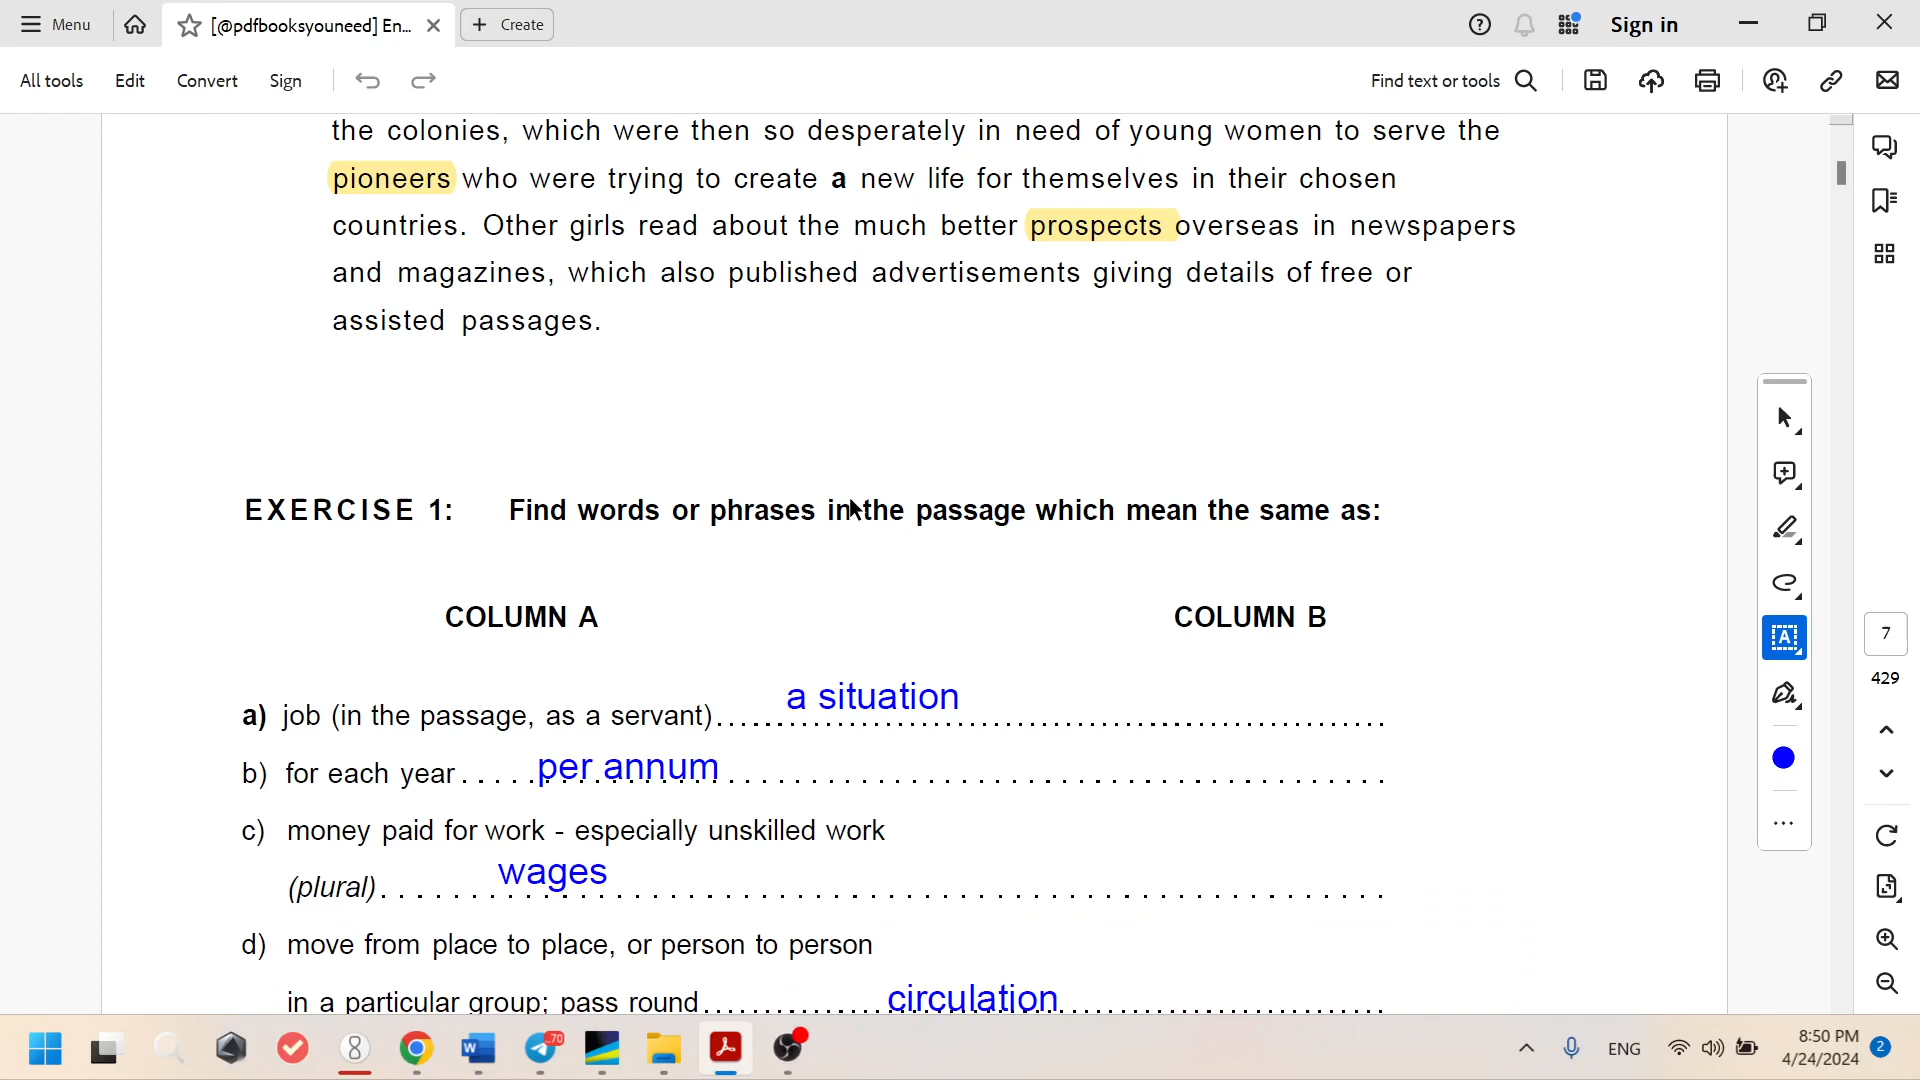 Menu
[@pdfbooksyouneed] En...
Create
Sign in
All tools
Edit
Convert
Sign
Find text or tools
the colonies, which were then so desperately in need of young women to serve the
pioneers who were trying to create a new life for themselves in their chosen
countries. Other girls read about the much better prospects overseas in newspapers
and magazines, which also published advertisements giving details of free or
assisted passages.
EXERCISE 1: Find words or phrases in the passage which mean the same as:
COLUMN A COLUMN B
a) job (in the passage, as a servant) a situation
b) for each year per annum
c) money paid for work - especially unskilled work
(plural) wages
d) move from place to place, or person to person
in a particular group; pass round circulation
7
429
70
ENG
8:50 PM
4/24/2024
2